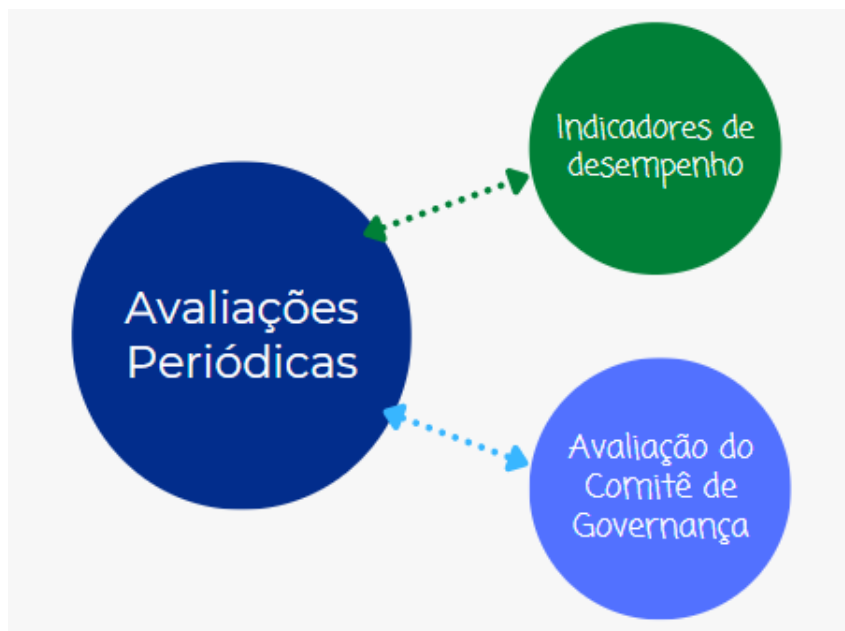 Avaliações
Periódicas
Indicadores de
desempenho
Avaliação do
Comitê de
Governança